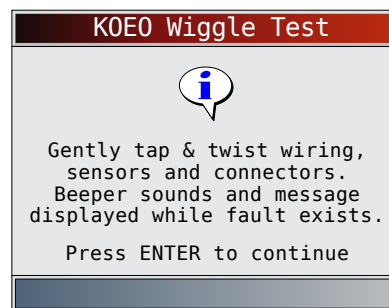 KOEO Wiggle Test
i
Gently tap & twist wiring,
sensors and connectors.
Beeper sounds and message
displayed while fault exists.
Press ENTER to continue